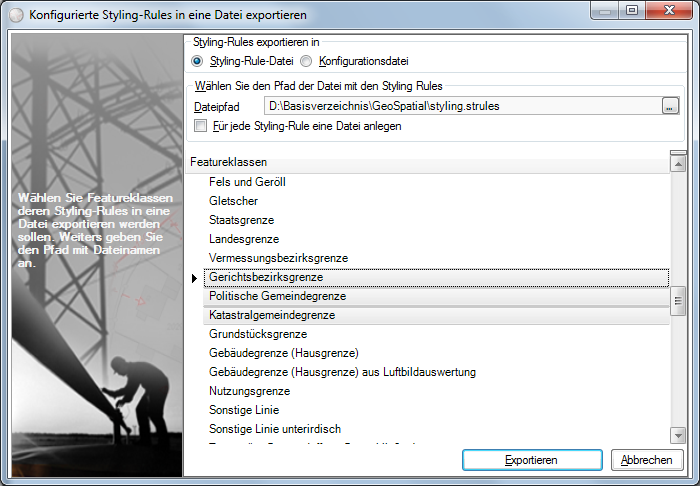 Konfigurierte Styling-Rules in eine Datei exportieren
Wählen Sie Featureklassen
deren Styling-Rules in eine
Datei exportieren werden
sollen. Weiters geben Sie
den Pfad mit Dateinamen
an.
Styling-Rules exportieren in
Styling-Rule-Datei Konfigurationsdatei
Wählen Sie den Pfad der Datei mit den Styling Rules
Dateipfad D:\Basisverzeichnis\GeoSpatial\styling.strules ...
Für jede Styling-Rule eine Datei anlegen
Featureklassen
Fels und Geröll
Gletscher
Staatsgrenze
Landesgrenze
Vermessungsbezirksgrenze
Gerichtsbezirksgrenze
Politische Gemeindegrenze
Katastralgemeindegrenze
Grundstücksgrenze
Gebäudegrenze (Hausgrenze)
Gebäudegrenze (Hausgrenze) aus Luftbildauswertung
Nutzungsgrenze
Sonstige Linie
Sonstige Linie unterirdisch
Exportieren Abbrechen